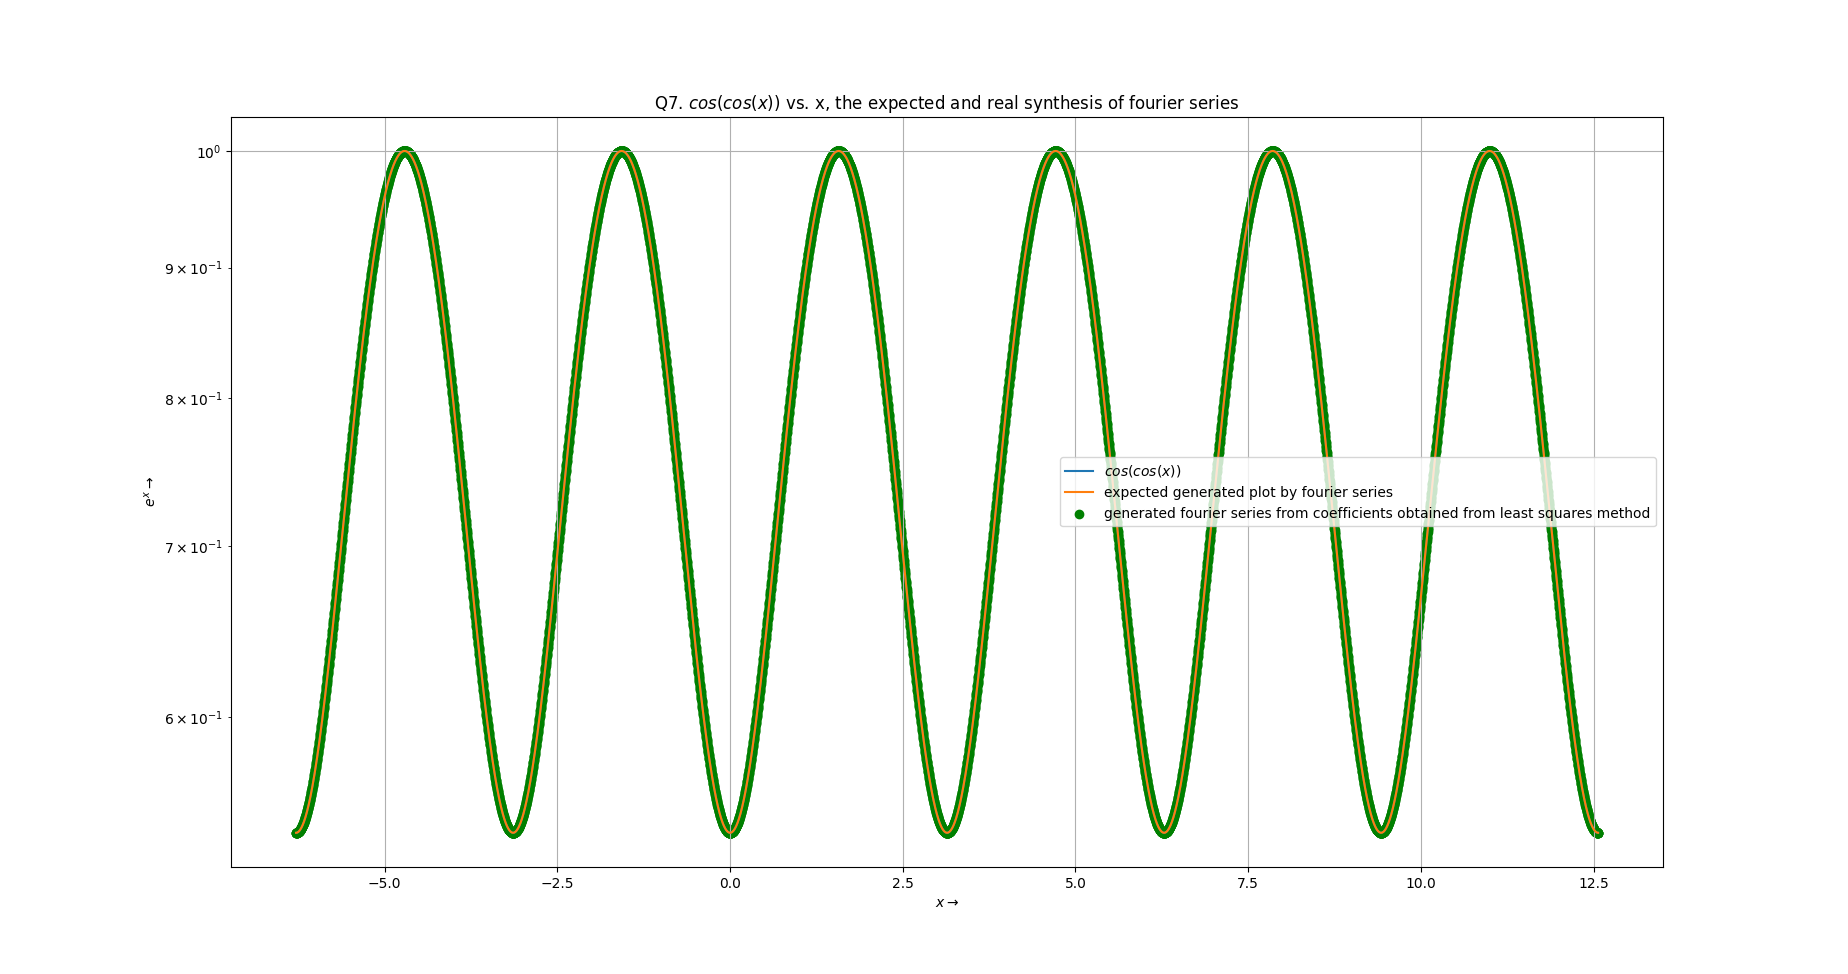 Q7. cos(cos(x)) vs. x, the expected and real synthesis of fourier series
10⁰
9 × 10⁻¹
8 × 10⁻¹
7 × 10⁻¹
6 × 10⁻¹
eˣ →
cos(cos(x))
expected generated plot by fourier series
generated fourier series from coefficients obtained from least squares method
−5.0 −2.5 0.0 2.5 5.0 7.5 10.0 12.5
x →